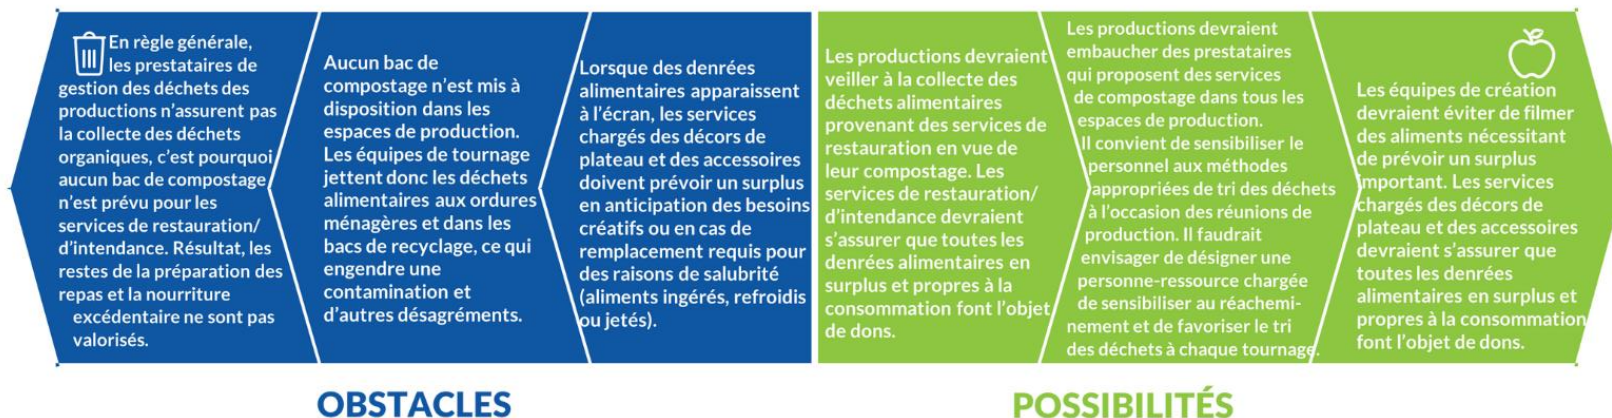 En règle générale,
les prestataires de
gestion des déchets des
productions n'assurent pas
la collecte des déchets
organiques, c'est pourquoi
aucun bac de compostage
n'est prévu pour les
services de restauration/
d'intendance. Résultat, les
restes de la préparation des
repas et la nourriture
excédentaire ne sont pas
valorisés.
Aucun bac de
compostage n'est mis à
disposition dans les
espaces de production.
Les équipes de tournage
jettent donc les déchets
alimentaires aux ordures
ménagères et dans les
bacs de recyclage, ce qui
engendre une
contamination et
d'autres désagréments.
Lorsque des denrées
alimentaires apparaissent
à l'écran, les services
chargés des décors de
plateau et des accessoires
doivent prévoir un surplus
en anticipation des besoins
créatifs ou en cas de
remplacement requis pour
des raisons de salubrité
(aliments ingérés, refroidis
ou jetés).
Les productions devraient
veiller à la collecte des
déchets alimentaires
provenant des services de
restauration en vue de
leur compostage. Les
services de restauration/
d'intendance devraient
s'assurer que toutes les
denrées alimentaires en
surplus et propres à la
consommation font l'objet
de dons.
Les productions devraient
embaucher des prestataires
qui proposent des services
de compostage dans tous les
espaces de production.
Il convient de sensibiliser le
personnel aux méthodes
appropriées de tri des déchets
à l'occasion des réunions de
production. Il faudrait
envisager de désigner une
personne-ressource chargée
de sensibiliser au réachemi-
nement et de favoriser le tri
des déchets à chaque tournage.
Les équipes de création
devraient éviter de filmer
des aliments nécessitant
de prévoir un surplus
important. Les services
chargés des décors de
plateau et des accessoires
devraient s'assurer que
toutes les denrées
alimentaires en surplus et
propres à la consommation
font l'objet de dons.
OBSTACLES
POSSIBILITÉS